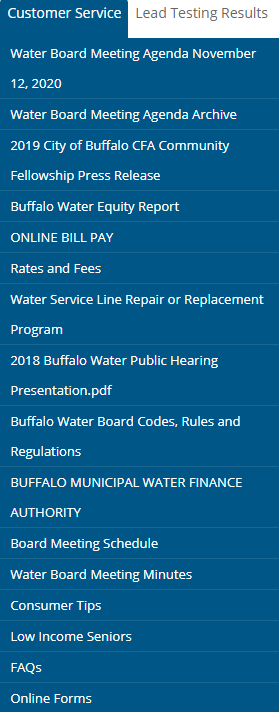 Customer Service Lead Testing Results
Water Board Meeting Agenda November
12, 2020
Water Board Meeting Agenda Archive
2019 City of Buffalo CFA Community
Fellowship Press Release
Buffalo Water Equity Report
ONLINE BILL PAY
Rates and Fees
Water Service Line Repair or Replacement
Program
2018 Buffalo Water Public Hearing
Presentation.pdf
Buffalo Water Board Codes, Rules and
Regulations
BUFFALO MUNICIPAL WATER FINANCE
AUTHORITY
Board Meeting Schedule
Water Board Meeting Minutes
Consumer Tips
Low Income Seniors
FAQs
Online Forms